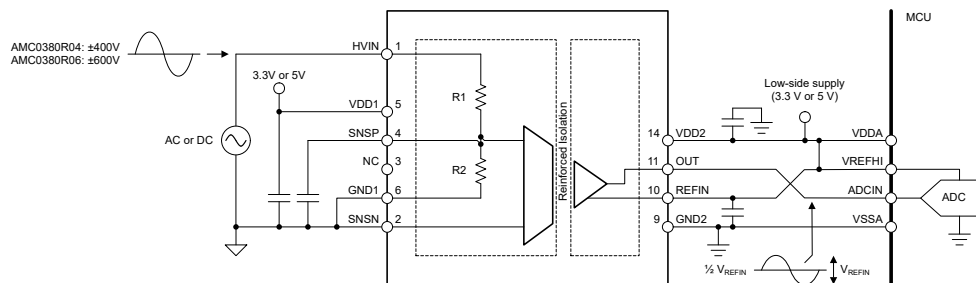 MCU
AMC0380R04: ±400V
AMC0380R06: ±600V
HVIN 1
3.3V or 5V
R1
Low-side supply
(3.3 V or 5 V)
VDD1 5
AC or DC
SNSP 4
14 VDD2
VDDA
NC 3
R2
Reinforced Isolation
11 OUT
VREFHI
GND1 6
10 REFIN
ADCIN
ADC
SNSN 2
9 GND2
VSSA
½ VREFIN
VREFIN